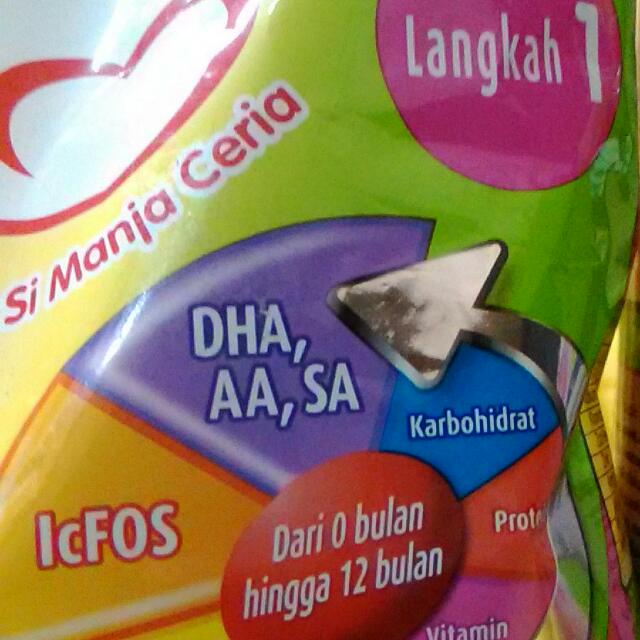 Langkah 1
Si Manja Ceria
DHA,
AA, SA
Karbohidrat
IcFOS
Dari 0 bulan
hingga 12 bulan
Vitamin